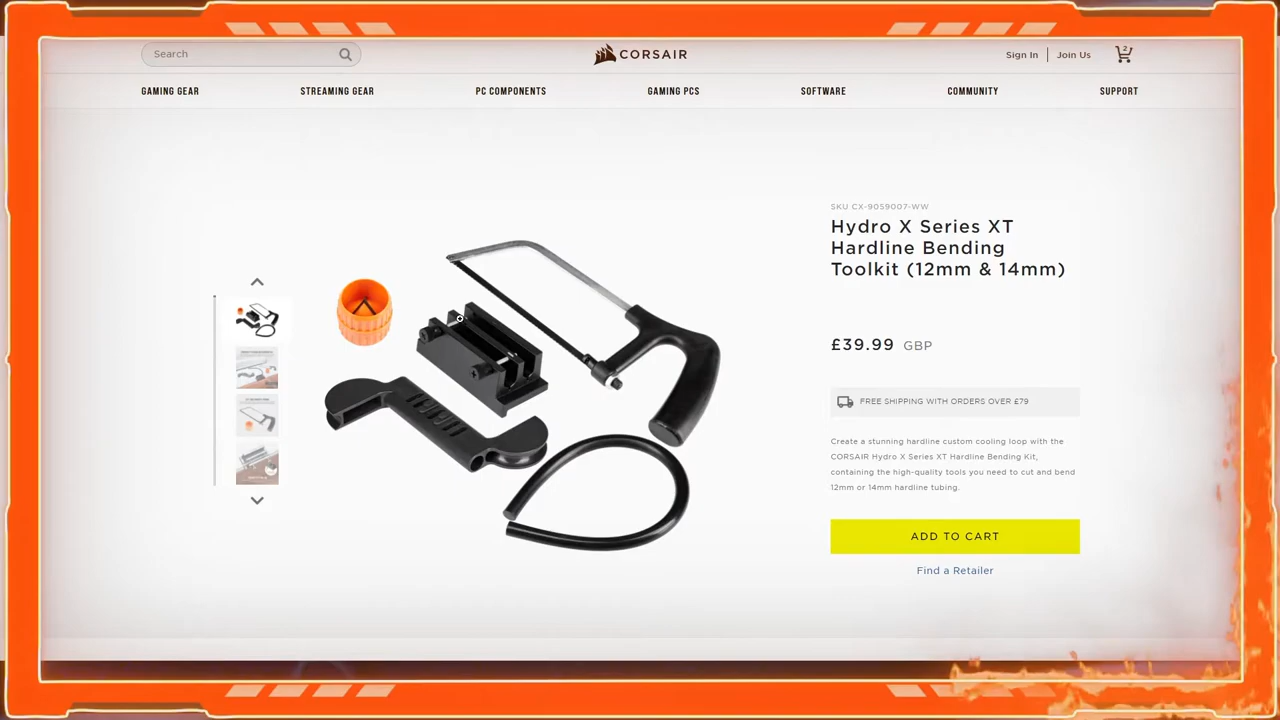 Search
CORSAIR
Sign In
Join Us
2
GAMING GEAR
STREAMING GEAR
PC COMPONENTS
GAMING PCS
SOFTWARE
COMMUNITY
SUPPORT
SKU CX-9059007-WW
Hydro X Series XT
Hardline Bending
Toolkit (12mm & 14mm)
£39.99 GBP
FREE SHIPPING WITH ORDERS OVER £79
Create a stunning hardline custom cooling loop with the
CORSAIR Hydro X Series XT Hardline Bending Kit,
containing the high-quality tools you need to cut and bend
12mm or 14mm hardline tubing.
ADD TO CART
Find a Retailer